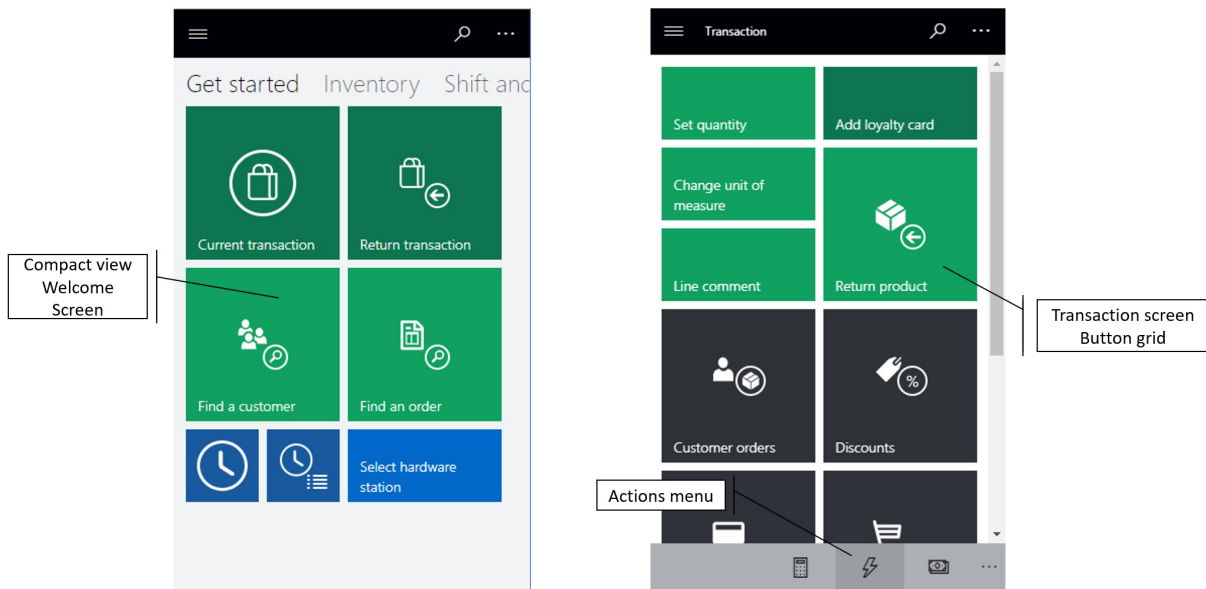 Get started Inventory Shift and
Current transaction
Return transaction
Find a customer
Find an order
Select hardware
station
Compact view
Welcome
Screen
Transaction
Set quantity
Add loyalty card
Change unit of
measure
Line comment
Return product
Customer orders
Discounts
Transaction screen
Button grid
Actions menu